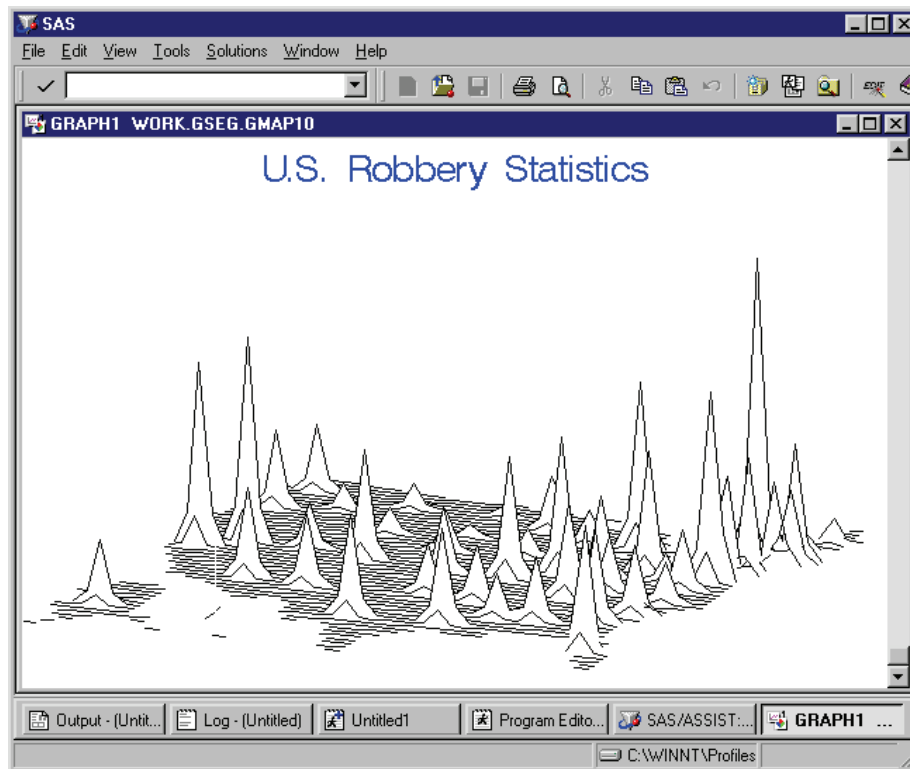 SAS
File Edit View Tools Solutions Window Help
GRAPH1 WORK.GSEG.GMAP10
U.S. Robbery Statistics
Output - (Untit... Log - (Untitled) Untitled1 Program Edito... SAS/ASSIST:... GRAPH1 ...
C:\WINNT\Profiles